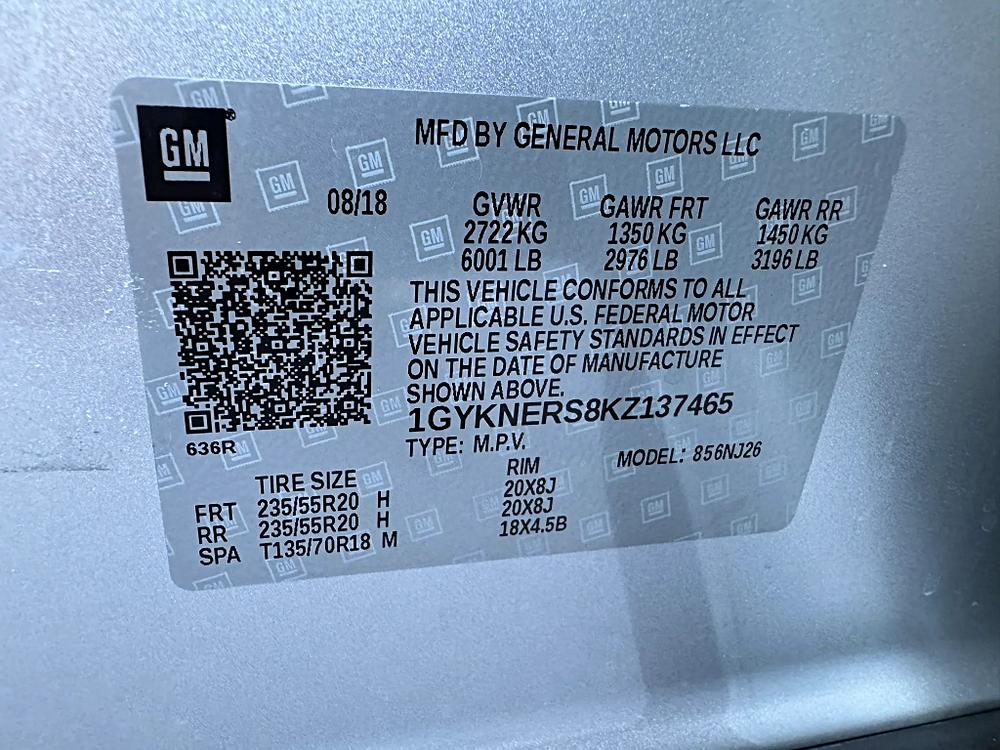 GM
MFD BY GENERAL MOTORS LLC
08/18 GVWR GAWR FRT GAWR RR
2722 KG 1350 KG 1450 KG
6001 LB 2976 LB 3196 LB
THIS VEHICLE CONFORMS TO ALL
APPLICABLE U.S. FEDERAL MOTOR
VEHICLE SAFETY STANDARDS IN EFFECT
ON THE DATE OF MANUFACTURE
SHOWN ABOVE.
1GYKNERS8KZ137465
636R
TYPE: M.P.V. MODEL: 856NJ26
TIRE SIZE RIM
FRT 235/55R20 H 20X8J
RR 235/55R20 H 20X8J
SPA T135/70R18 M 18X4.5B